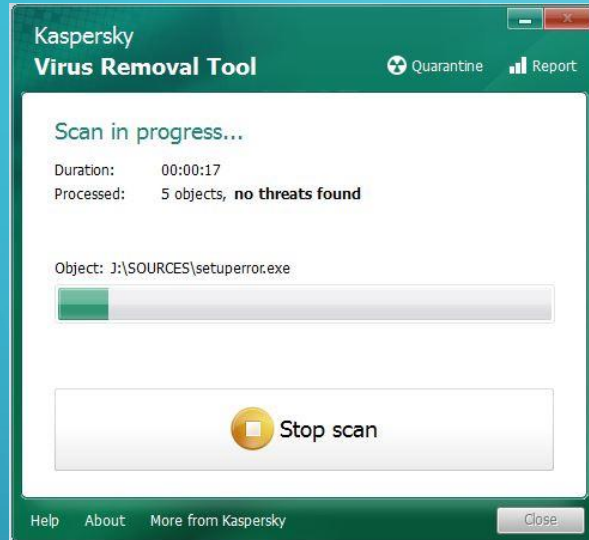 Kaspersky
Virus Removal Tool
Quarantine Report
Scan in progress...
Duration: 00:00:17
Processed: 5 objects, no threats found
Object: J:\SOURCES\setuperror.exe
Stop scan
Help About More from Kaspersky Close